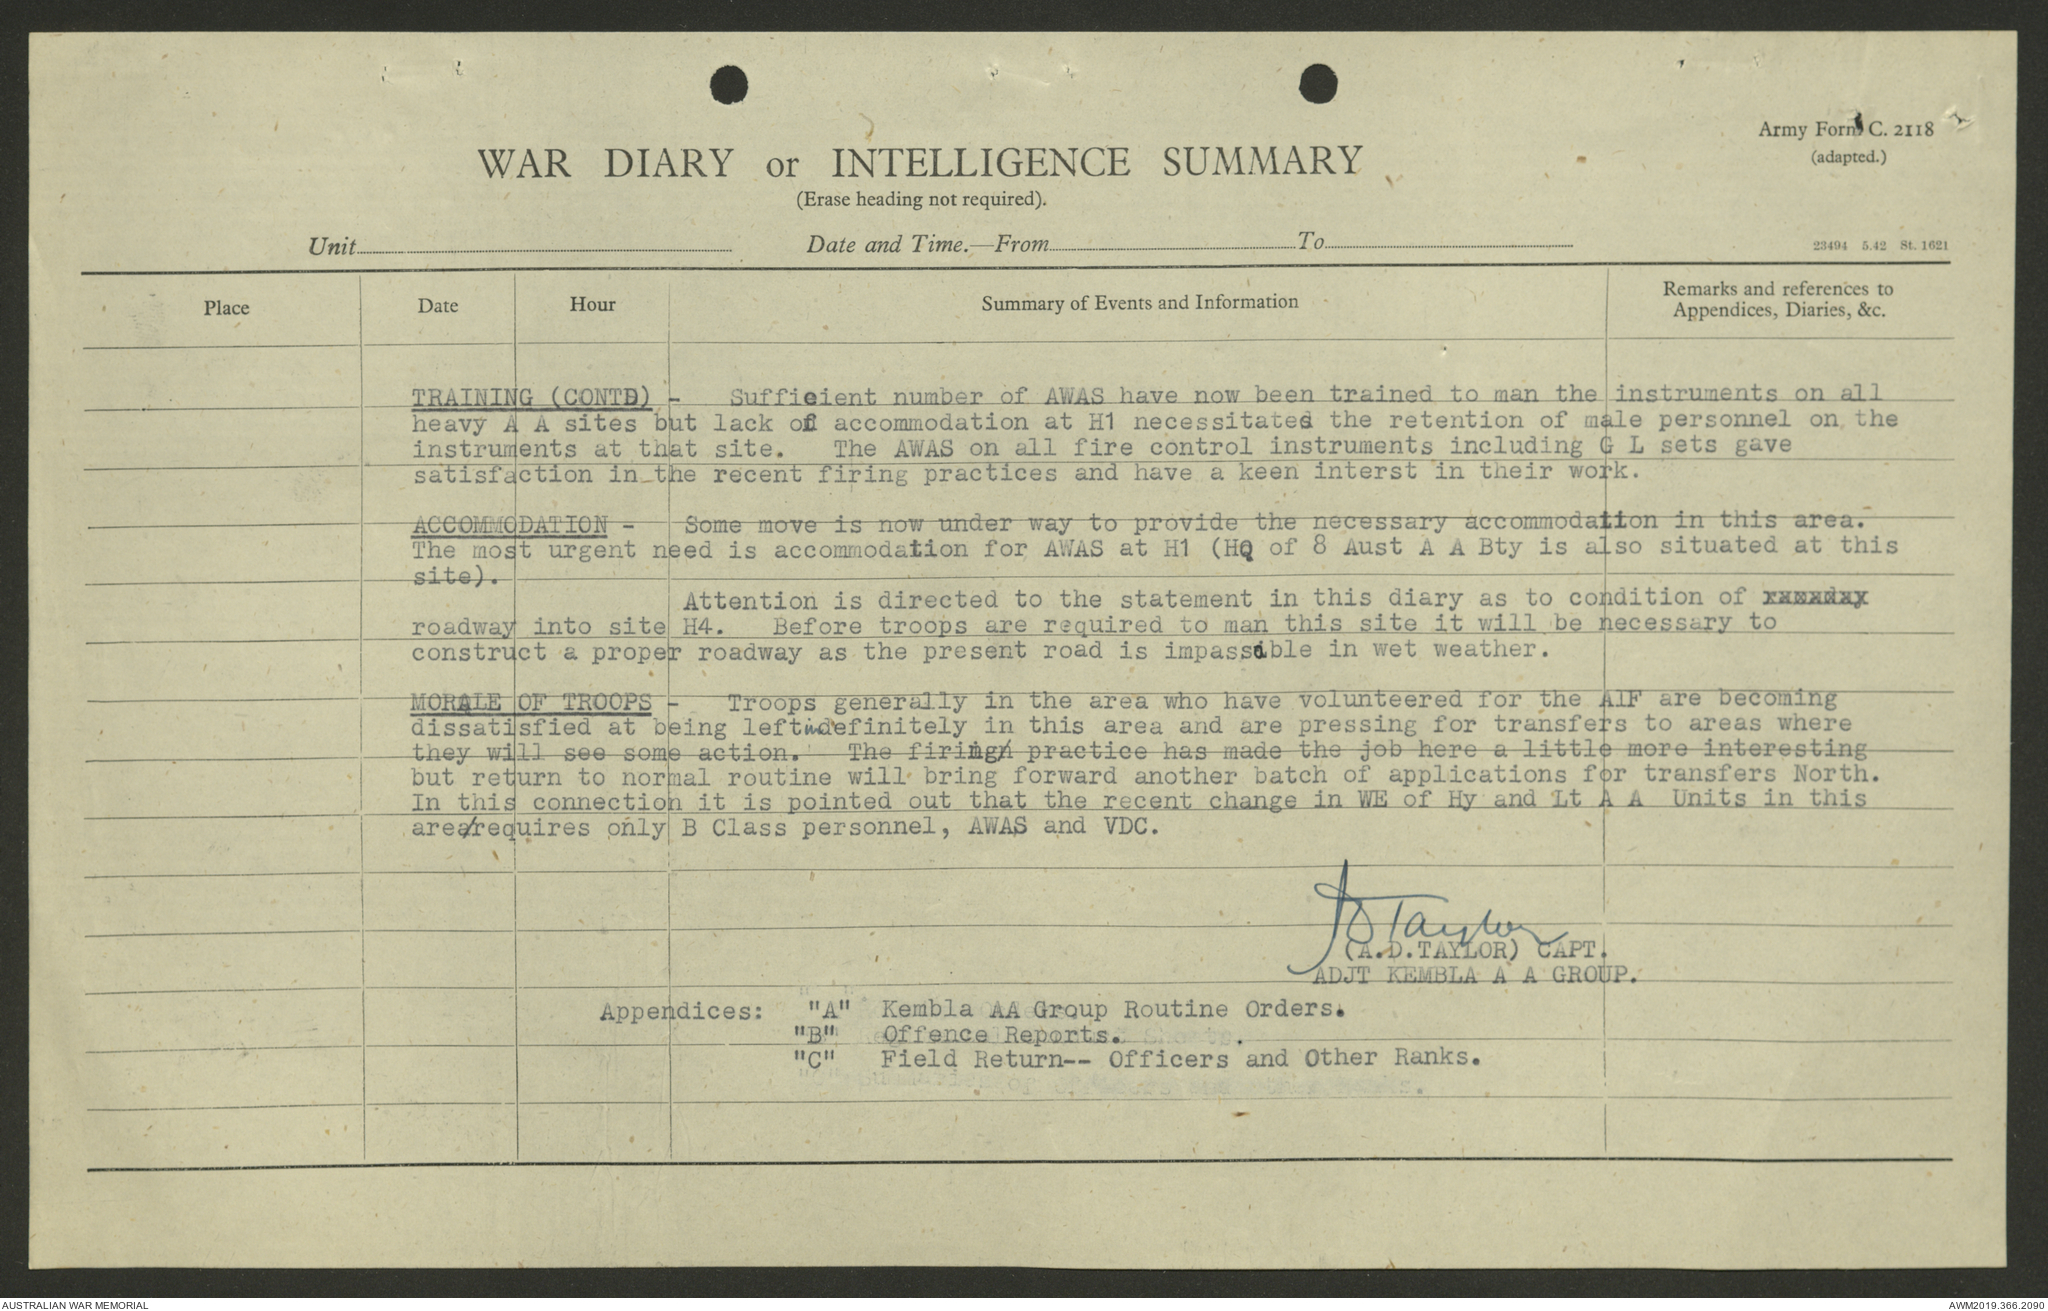 Army Form C. 2118
(adapted.)
WAR DIARY or INTELLIGENCE SUMMARY
(Erase heading not required).
Unit
Date and Time.—From
To
23494 5.42 St. 1621
Place
Date
Hour
Summary of Events and Information
Remarks and references to
Appendices, Diaries, &c.
TRAINING (CONTD) - Sufficient number of AWAS have now been trained to man the instruments on all
heavy A A sites but lack of accommodation at H1 necessitated the retention of male personnel on the
instruments at that site. The AWAS on all fire control instruments including G L sets gave
satisfaction in the recent firing practices and have a keen interst in their work.
ACCOMMODATION - Some move is now under way to provide the necessary accommodation in this area.
The most urgent need is accommodation for AWAS at H1 (HQ of 8 Aust A A Bty is also situated at this
site).
Attention is directed to the statement in this diary as to condition of
roadway into site H4. Before troops are required to man this site it will be necessary to
construct a proper roadway as the present road is impassible in wet weather.
MORALE OF TROOPS - Troops generally in the area who have volunteered for the AIF are becoming
dissatisfied at being left indefinitely in this area and are pressing for transfers to areas where
they will see some action. The firing practice has made the job here a little more interesting
but return to normal routine will bring forward another batch of applications for transfers North.
In this connection it is pointed out that the recent change in WE of Hy and Lt A A Units in this
area/requires only B Class personnel, AWAS and VDC.
AD Taylor
(A.D.TAYLOR) CAPT.
ADJT KEMBLA A A GROUP.
Appendices: "A" Kembla AA Group Routine Orders.
"B" Offence Reports.
"C" Field Return-- Officers and Other Ranks.
AUSTRALIAN WAR MEMORIAL
AWM2019.366.2090